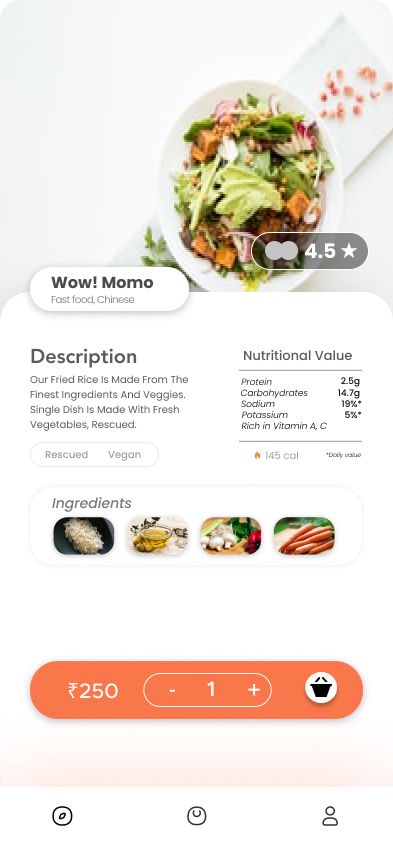 4.5 ★
Wow! Momo
Fast food, Chinese
Description
Our Fried Rice Is Made From The
Finest Ingredients And Veggies.
Single Dish Is Made With Fresh
Vegetables, Rescued.
Rescued Vegan
Nutritional Value
Protein 2.5g
Carbohydrates 14.7g
Sodium 19%*
Potassium 5%*
Rich in Vitamin A, C
145 cal *Daily value
Ingredients
₹250 - 1 +